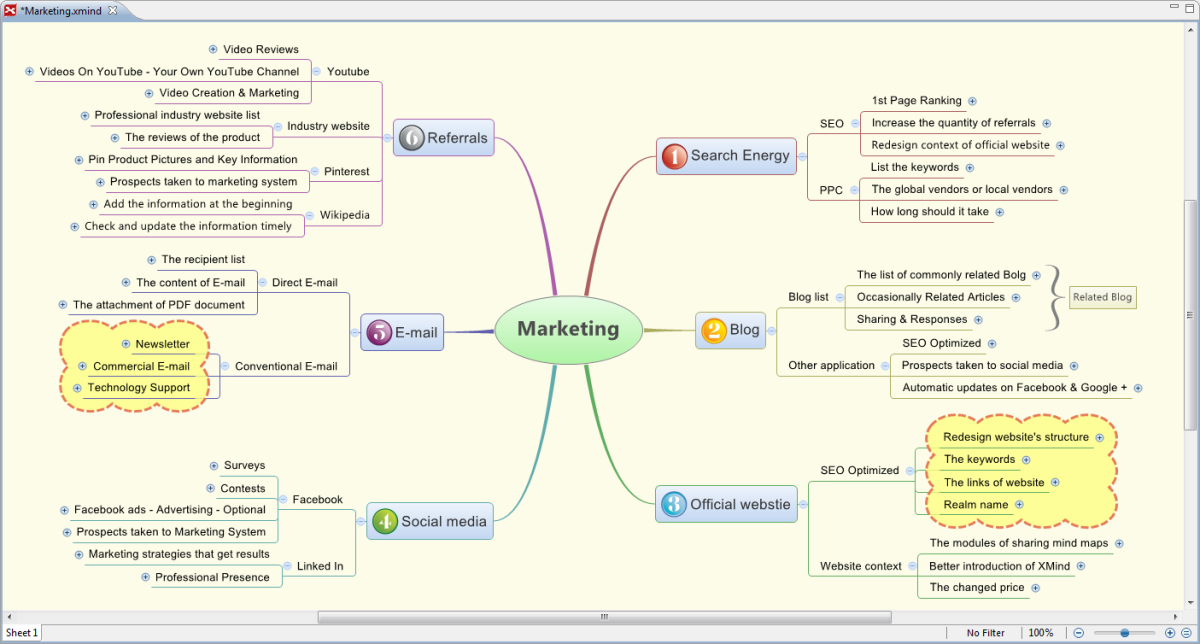 *Marketing.xmind
Marketing
1
Search Energy
SEO
1st Page Ranking
Increase the quantity of referrals
Redesign context of official website
PPC
List the keywords
The global vendors or local vendors
How long should it take
2
Blog
Blog list
The list of commonly related Bolg
Occasionally Related Articles
Sharing & Responses
Related Blog
Other application
SEO Optimized
Prospects taken to social media
Automatic updates on Facebook & Google +
3
Official webstie
SEO Optimized
Redesign website's structure
The keywords
The links of website
Realm name
Website context
The modules of sharing mind maps
Better introduction of XMind
The changed price
4
Social media
Facebook
Surveys
Contests
Facebook ads - Advertising - Optional
Prospects taken to Marketing System
Linked In
Marketing strategies that get results
Professional Presence
5
E-mail
Direct E-mail
The recipient list
The content of E-mail
The attachment of PDF document
Conventional E-mail
Newsletter
Commercial E-mail
Technology Support
6
Referrals
Youtube
Video Reviews
Videos On YouTube - Your Own YouTube Channel
Video Creation & Marketing
Industry website
Professional industry website list
The reviews of the product
Pinterest
Pin Product Pictures and Key Information
Prospects taken to marketing system
Wikipedia
Add the information at the beginning
Check and update the information timely
Sheet 1
No Filter
100%